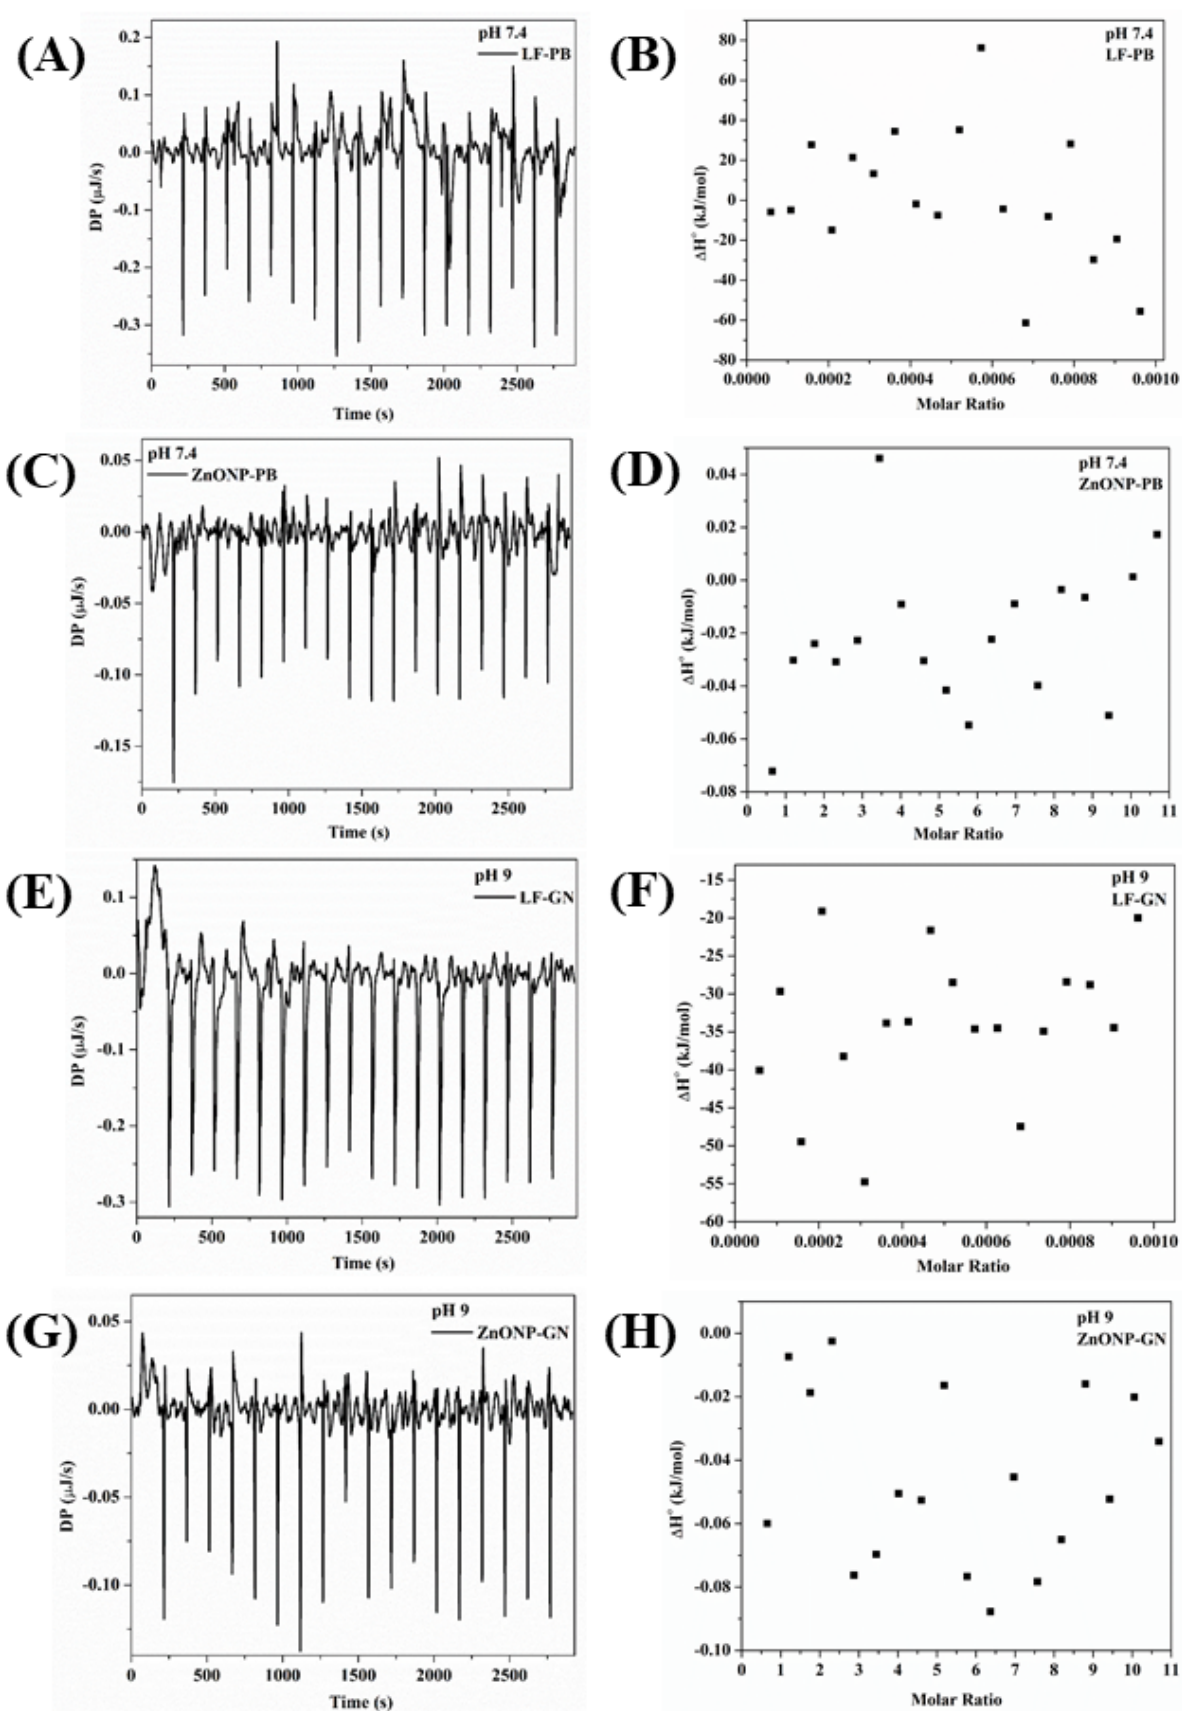 (A)
pH 7.4
LF-PB
0.2
0.1
0.0
-0.1
-0.2
-0.3
DP (µJ/s)
0 500 1000 1500 2000 2500
Time (s)
(B)
pH 7.4
LF-PB
80
60
40
20
0
-20
-40
-60
-80
ΔH° (kJ/mol)
0.0000 0.0002 0.0004 0.0006 0.0008 0.0010
Molar Ratio
(C)
pH 7.4
ZnONP-PB
0.05
0.00
-0.05
-0.10
-0.15
DP (µJ/s)
0 500 1000 1500 2000 2500
Time (s)
(D)
pH 7.4
ZnONP-PB
0.04
0.02
0.00
-0.02
-0.04
-0.06
-0.08
ΔH° (kJ/mol)
0 1 2 3 4 5 6 7 8 9 10 11
Molar Ratio
(E)
pH 9
LF-GN
0.1
0.0
-0.1
-0.2
-0.3
DP (µJ/s)
0 500 1000 1500 2000 2500
Time (s)
(F)
pH 9
LF-GN
-15
-20
-25
-30
-35
-40
-45
-50
-55
-60
ΔH° (kJ/mol)
0.0000 0.0002 0.0004 0.0006 0.0008 0.0010
Molar Ratio
(G)
pH 9
ZnONP-GN
0.05
0.00
-0.05
-0.10
DP (µJ/s)
0 500 1000 1500 2000 2500
Time (s)
(H)
pH 9
ZnONP-GN
0.00
-0.02
-0.04
-0.06
-0.08
-0.10
ΔH° (kJ/mol)
0 1 2 3 4 5 6 7 8 9 10 11
Molar Ratio